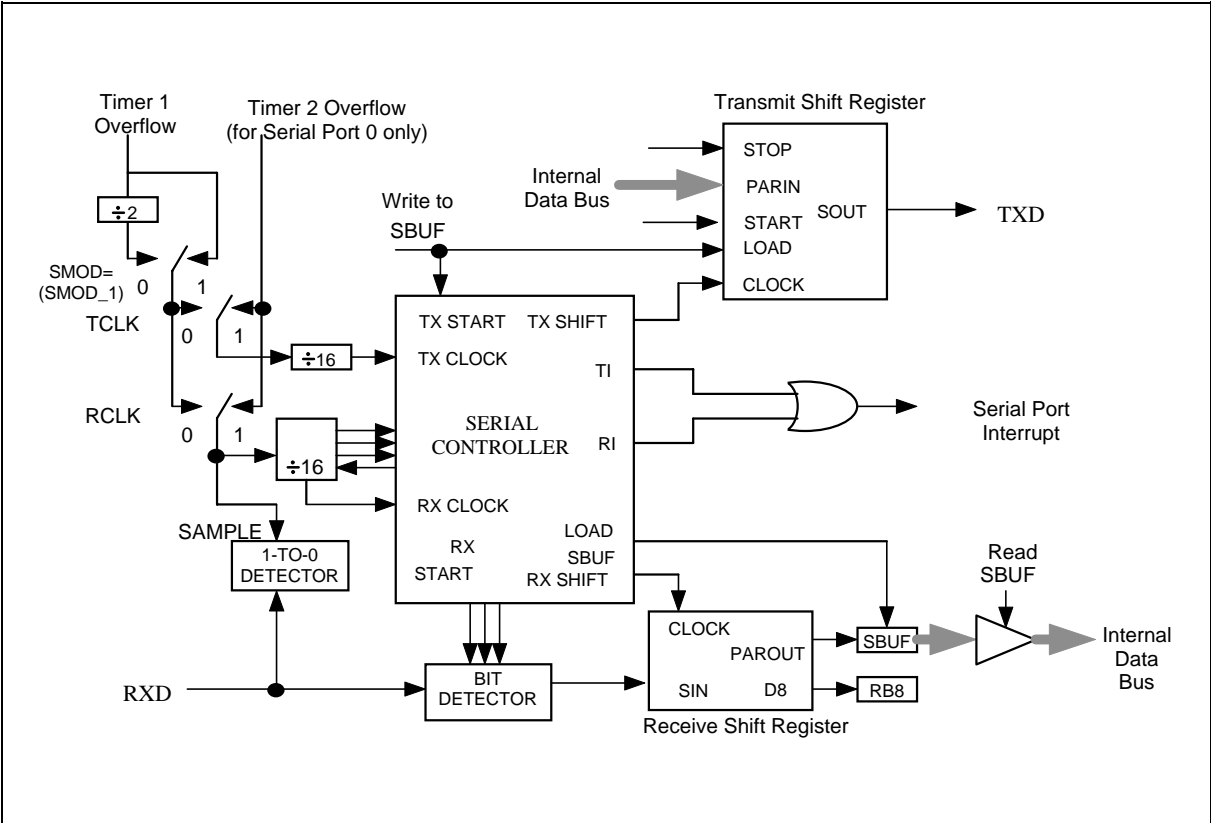 Timer 1
Overflow
Timer 2 Overflow
(for Serial Port 0 only)
Transmit Shift Register
÷2
SMOD=
(SMOD_1)
0
1
TCLK
0
1
÷16
RCLK
0
1
÷16
Write to
SBUF
Internal
Data Bus
STOP
PARIN
START
LOAD
CLOCK
SOUT
TXD
TX START
TX SHIFT
TX CLOCK
TI
SERIAL
CONTROLLER
RI
RX CLOCK
LOAD
SBUF
RX
START
RX SHIFT
Serial Port
Interrupt
SAMPLE
1-TO-0
DETECTOR
RXD
BIT
DETECTOR
CLOCK
PAROUT
SIN
D8
Receive Shift Register
SBUF
RB8
Read
SBUF
Internal
Data
Bus